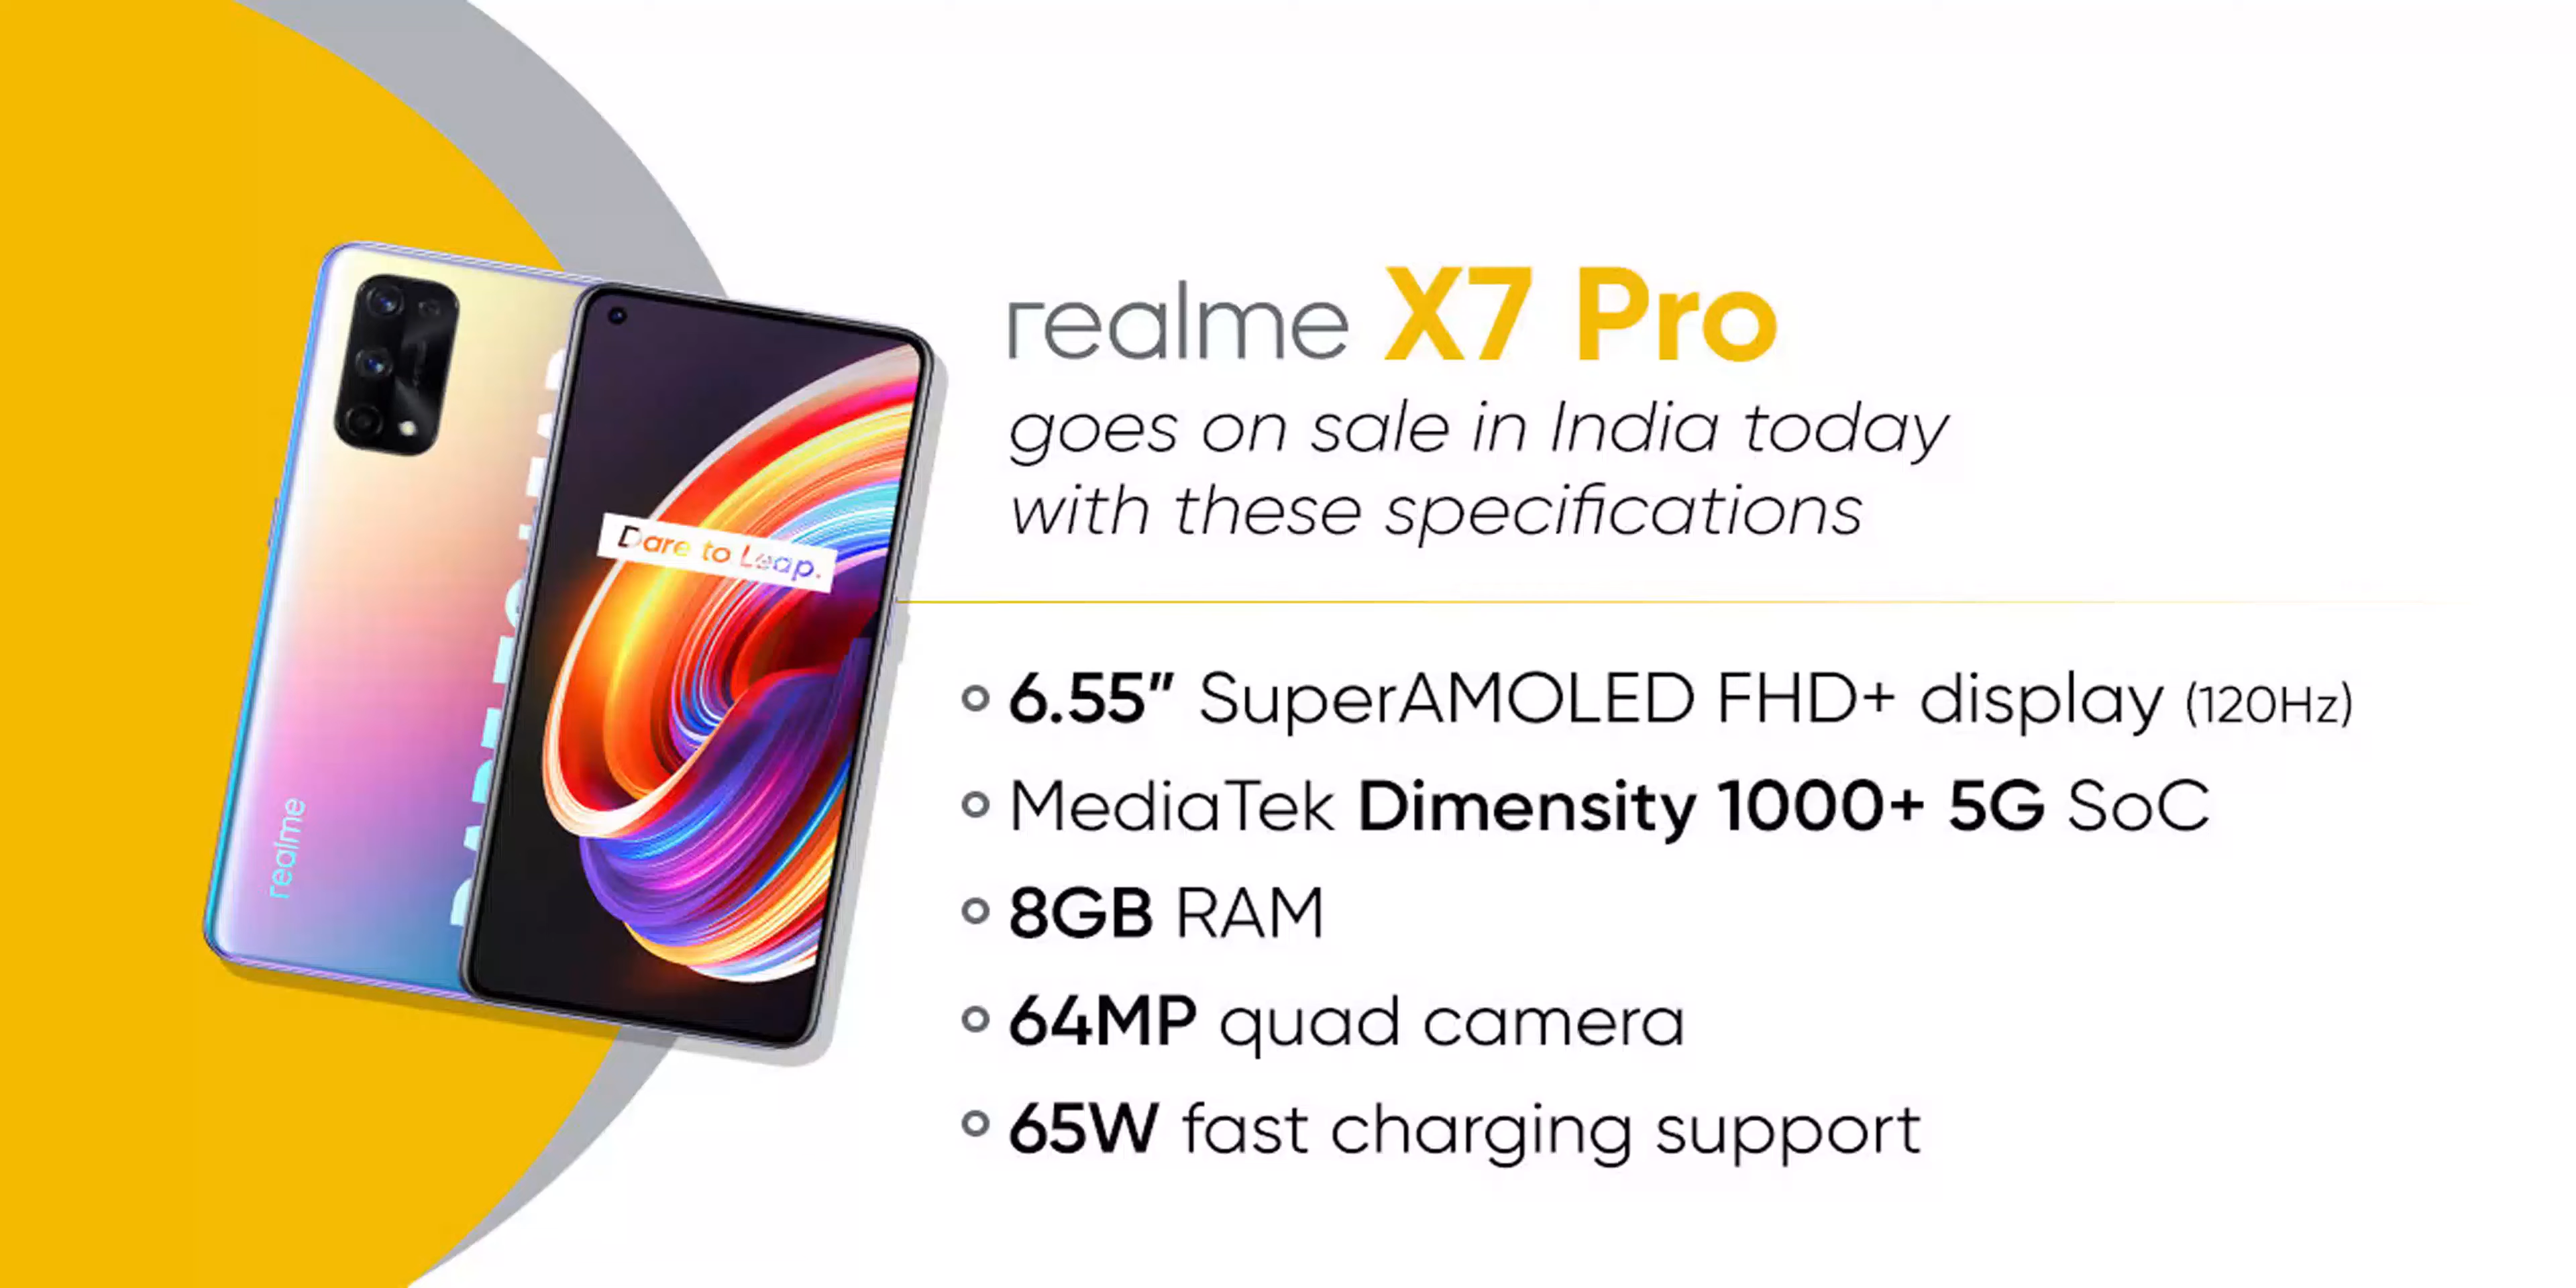 realme X7 Pro
goes on sale in India today
with these specifications
6.55” SuperAMOLED FHD+ display (120Hz)
MediaTek Dimensity 1000+ 5G SoC
8GB RAM
64MP quad camera
65W fast charging support
Dare to Leap.
realme